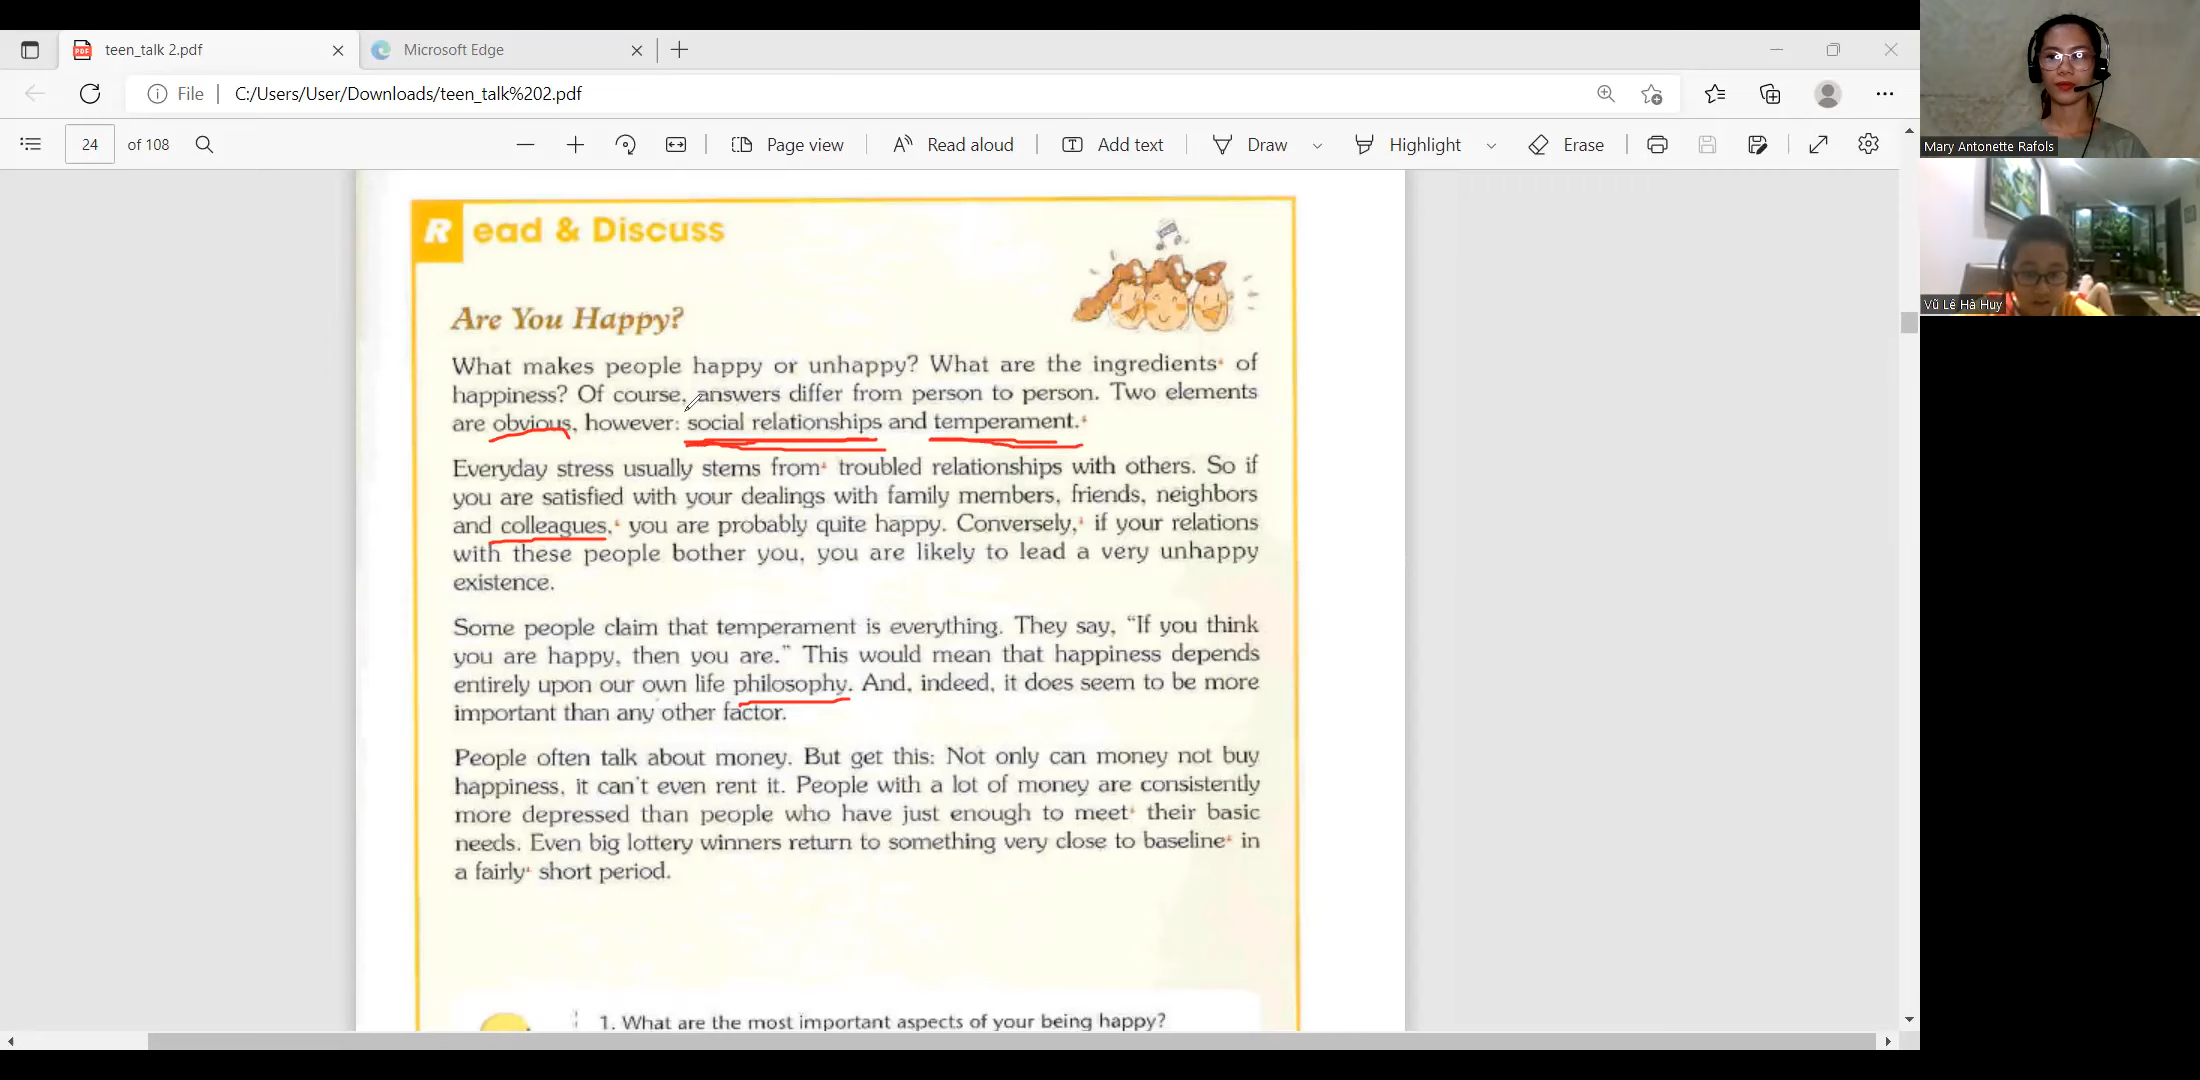 teen_talk 2.pdf
Microsoft Edge
File
C:/Users/User/Downloads/teen_talk%202.pdf
24 of 108
Page view
Read aloud
Add text
Draw
Highlight
Erase
Mary Antonette Rafols
Vũ Lê Hà Huy
Read & Discuss
Are You Happy?
What makes people happy or unhappy? What are the ingredients of
happiness? Of course, answers differ from person to person. Two elements
are obvious, however: social relationships and temperament.
Everyday stress usually stems from troubled relationships with others. So if
you are satisfied with your dealings with family members, friends, neighbors
and colleagues, you are probably quite happy. Conversely, if your relations
with these people bother you, you are likely to lead a very unhappy
existence.
Some people claim that temperament is everything. They say, “If you think
you are happy, then you are.” This would mean that happiness depends
entirely upon our own life philosophy. And, indeed, it does seem to be more
important than any other factor.
People often talk about money. But get this: Not only can money not buy
happiness, it can't even rent it. People with a lot of money are consistently
more depressed than people who have just enough to meet their basic
needs. Even big lottery winners return to something very close to baseline in
a fairly short period.
1. What are the most important aspects of your being happy?